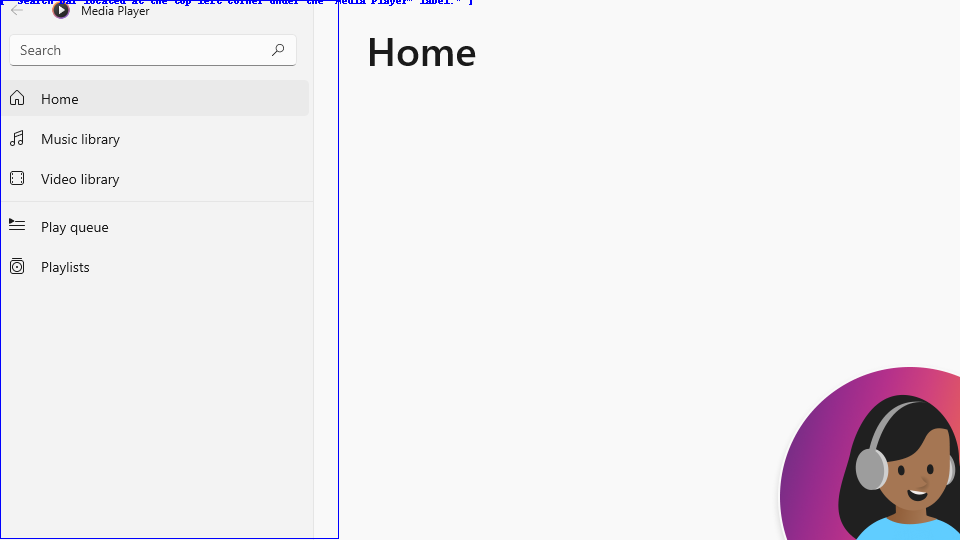 [ "Search bar located at the top left corner under the "Media Player" label." ]
Media Player
Home
Search
Home
Music library
Video library
Play queue
Playlists